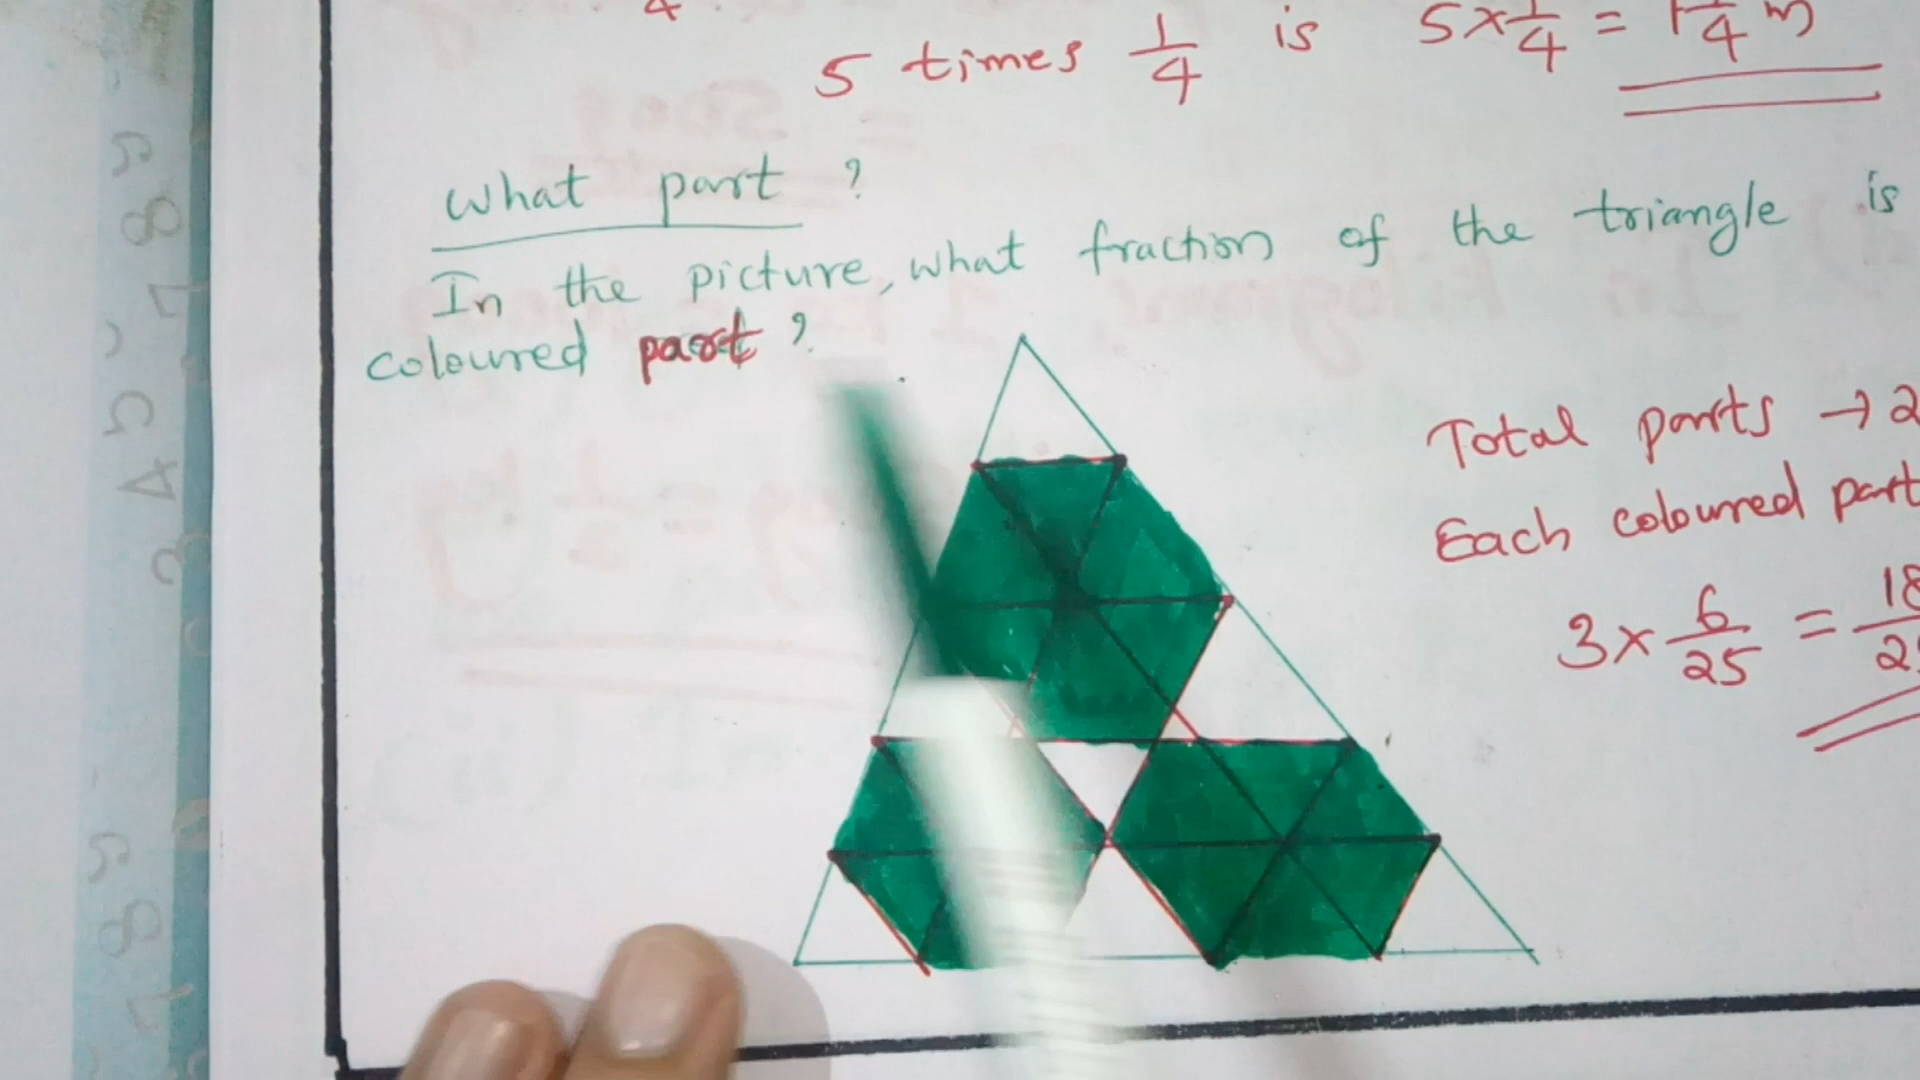 5 times 1/4 is 5×1/4 = 1 1/4 m
What part ?
In the picture, what fraction of the triangle is
coloured part ?
Total parts → 2
Each coloured part
3 × 6/25 = 18/2